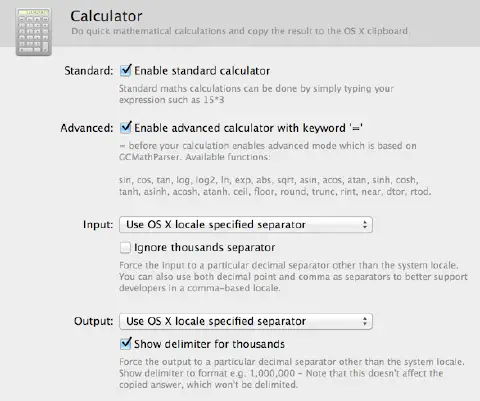 Calculator
Do quick mathematical calculations and copy the result to the OS X clipboard.
Standard: Enable standard calculator
Standard maths calculations can be done by simply typing your
expression such as 15*3
Advanced: Enable advanced calculator with keyword '='
= before your calculation enables advanced mode which is based on
GCMathParser. Available functions:
sin, cos, tan, log, log2, ln, exp, abs, sqrt, asin, acos, atan, sinh, cosh,
tanh, asinh, acosh, atanh, ceil, floor, round, trunc, rint, near, dtor, rtod.
Input: Use OS X locale specified separator
Ignore thousands separator
Force the input to a particular decimal separator other than the system locale.
You can also use both decimal point and comma as separators to better support
developers in a comma-based locale.
Output: Use OS X locale specified separator
Show delimiter for thousands
Force the output to a particular decimal separator other than the system locale.
Show delimiter to format e.g. 1,000,000 - Note that this doesn't affect the
copied answer, which won't be delimited.